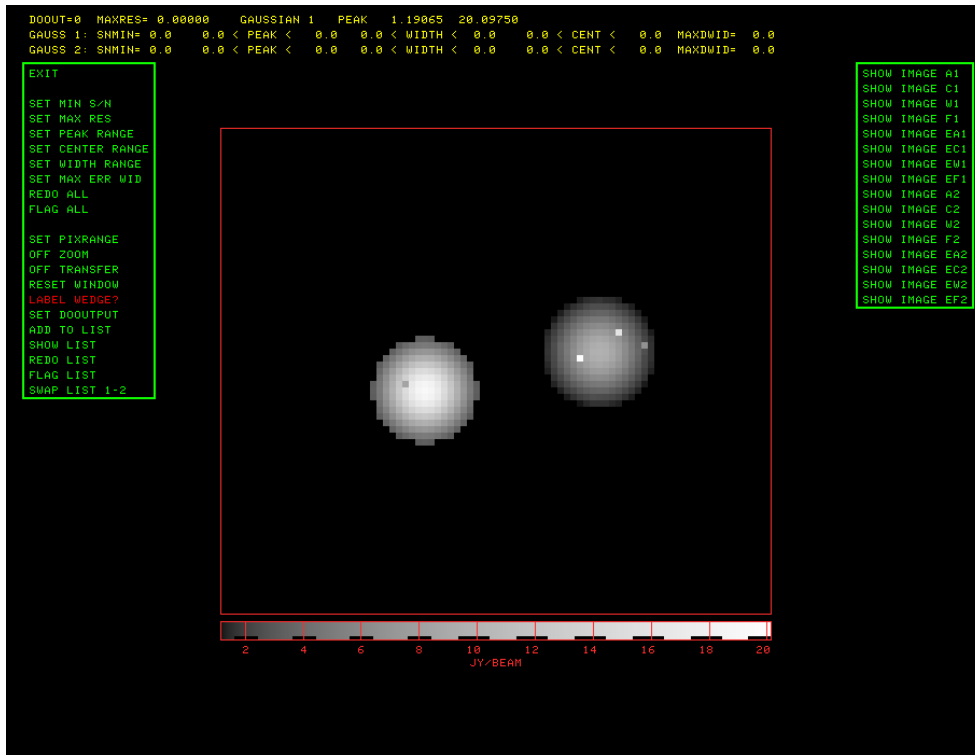 DOOUT=0 MAXRES= 0.00000 GAUSSIAN 1 PEAK 1.19065 20.09750
GAUSS 1: SNMIN= 0.0 0.0 < PEAK < 0.0 0.0 < WIDTH < 0.0 0.0 < CENT < 0.0 MAXDWID= 0.0
GAUSS 2: SNMIN= 0.0 0.0 < PEAK < 0.0 0.0 < WIDTH < 0.0 0.0 < CENT < 0.0 MAXDWID= 0.0
EXIT
SET MIN S/N
SET MAX RES
SET PEAK RANGE
SET CENTER RANGE
SET WIDTH RANGE
SET MAX ERR WID
REDO ALL
FLAG ALL
SET PIXRANGE
OFF ZOOM
OFF TRANSFER
RESET WINDOW
LABEL WEDGE?
SET DOOUTPUT
ADD TO LIST
SHOW LIST
REDO LIST
FLAG LIST
SWAP LIST 1-2
SHOW IMAGE A1
SHOW IMAGE C1
SHOW IMAGE W1
SHOW IMAGE F1
SHOW IMAGE EA1
SHOW IMAGE EC1
SHOW IMAGE EW1
SHOW IMAGE EF1
SHOW IMAGE A2
SHOW IMAGE C2
SHOW IMAGE W2
SHOW IMAGE F2
SHOW IMAGE EA2
SHOW IMAGE EC2
SHOW IMAGE EW2
SHOW IMAGE EF2
2 4 6 8 10 12 14 16 18 20
JY/BEAM